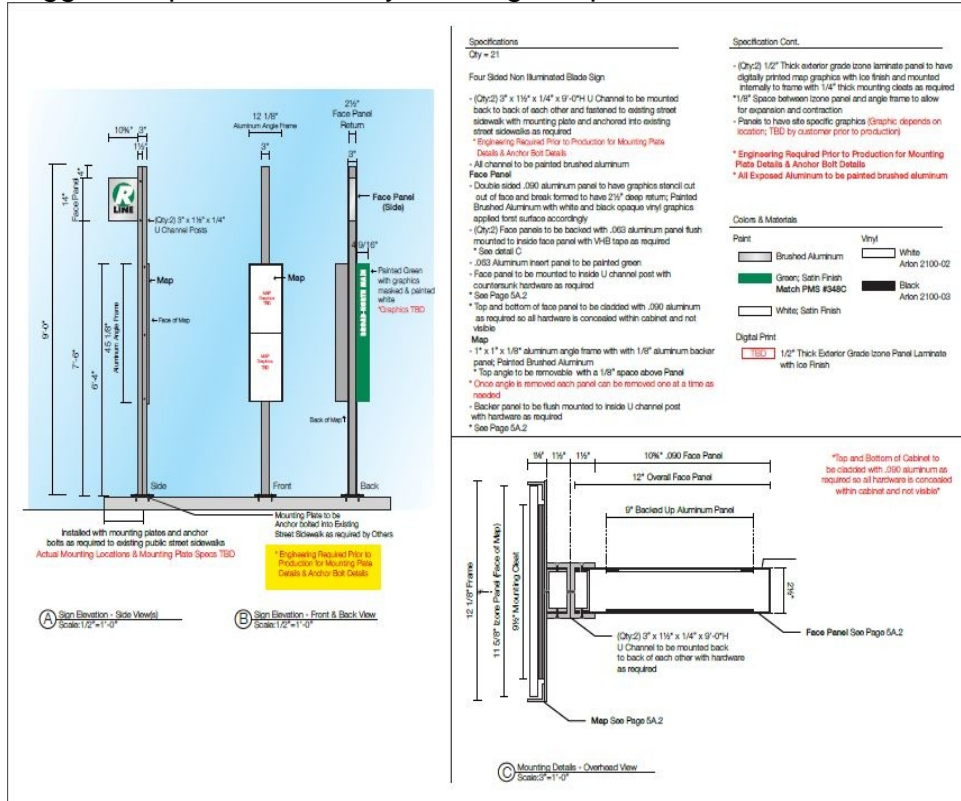 Specifications
Qty = 21
Four Sided Non Illuminated Blade Sign
- (Qty:2) 3" x 1½" x 1/4" x 9'-0"H U Channel to be mounted
back to back of each other and fastened to existing
street sidewalk with mounting plate and anchored into existing
street sidewalks as required
* Engineering Required Prior to Production for Mounting Plate
Details & Anchor Bolt Details
- All channel to be painted brushed aluminum
Face Panel
- Double sided .090 aluminum panel to have graphics stencil cut
out of face and break formed to have 2½" deep return; Painted
Brushed Aluminum with white and black opaque vinyl graphics
applied forst surface accordingly
- (Qty:2) Face panels to be backed with .063 aluminum panel flush
mounted to inside face panel with VHB tape as required
* See detail C
- .063 Aluminum insert panel to be painted green
- Face panel to be mounted to inside U channel post with
countersunk hardware as required
* See Page 5A.2
* Top and bottom of face panel to be cladded with .090 aluminum
as required so all hardware is concealed within cabinet and not
visible
Map
- 1" x 1" x 1/8" aluminum angle frame with with 1/8" aluminum backer
panel; Painted Brushed Aluminum
* Top angle to be removable with a 1/8" space above Panel
* Once angle is removed each panel can be removed one at a time as
needed
- Backer panel to be flush mounted to inside U channel post
with hardware as required
* See Page 5A.2
Specification Cont.
- (Qty:2) 1/2" Thick exterior grade izone laminate panel to have
digitally printed map graphics with Ice finish and mounted
internally to frame with 1/4" thick mounting cleats as required
*1/8" Space between izone panel and angle frame to allow
for expansion and contraction
- Panels to have site specific graphics (Graphic depends on
location; TBD by customer prior to production)
* Engineering Required Prior to Production for Mounting
Plate Details & Anchor Bolt Details
* All Exposed Aluminum to be painted brushed aluminum
Colors & Materials
Paint
Vinyl
Brushed Aluminum
White
Arlon 2100-02
Green; Satin Finish
Match PMS #348C
Black
Arlon 2100-03
White; Satin Finish
Digital Print
TBD
1/2" Thick Exterior Grade Izone Panel Laminate
with Ice Finish
10¾"
3"
1½"
12 1/8"
Aluminum Angle Frame
3"
2½"
Face Panel
Return
3"
4"
14"
Face Panel
R
LINE
(Qty:2) 3" x 1½" x 1/4"
U Channel Posts
Face Panel
(Side)
4 9/16"
Map
Map
MAP
Graphics
TBD
MAP
Graphics
TBD
Painted Green
with graphics
masked & painted
white
*Graphics TBD
Face of Map
Back of Map
9'-0"
7'-6"
6'-4"
45 1/8"
Aluminum Angle Frame
Side
Front
Back
Mounting Plate to be
Anchor bolted into Existing
Street Sidewalk as required by Others
Installed with mounting plates and anchor
bolts as required to existing public street sidewalks
Actual Mounting Locations & Mounting Plate Specs TBD
* Engineering Required Prior to
Production for Mounting Plate
Details & Anchor Bolt Details
A
Sign Elevation - Side View(s)
Scale:1/2"=1'-0"
B
Sign Elevation - Front & Back View
Scale:1/2"=1'-0"
1½"
1½"
10¾" .090 Face Panel
12" Overall Face Panel
9" Backed Up Aluminum Panel
*Top and Bottom of Cabinet to
be cladded with .090 aluminum as
required so all hardware is concealed
within cabinet and not visible*
12 1/8" Frame
11 5/8" Izone Panel (Face of Map)
9½" Mounting Cleat
2½"
Face Panel See Page 5A.2
(Qty:2) 3" x 1½" x 1/4" x 9'-0"H
U Channel to be mounted back
to back of each other with hardware
as required
Map See Page 5A.2
C
Mounting Details - Overhead View
Scale:3"=1'-0"